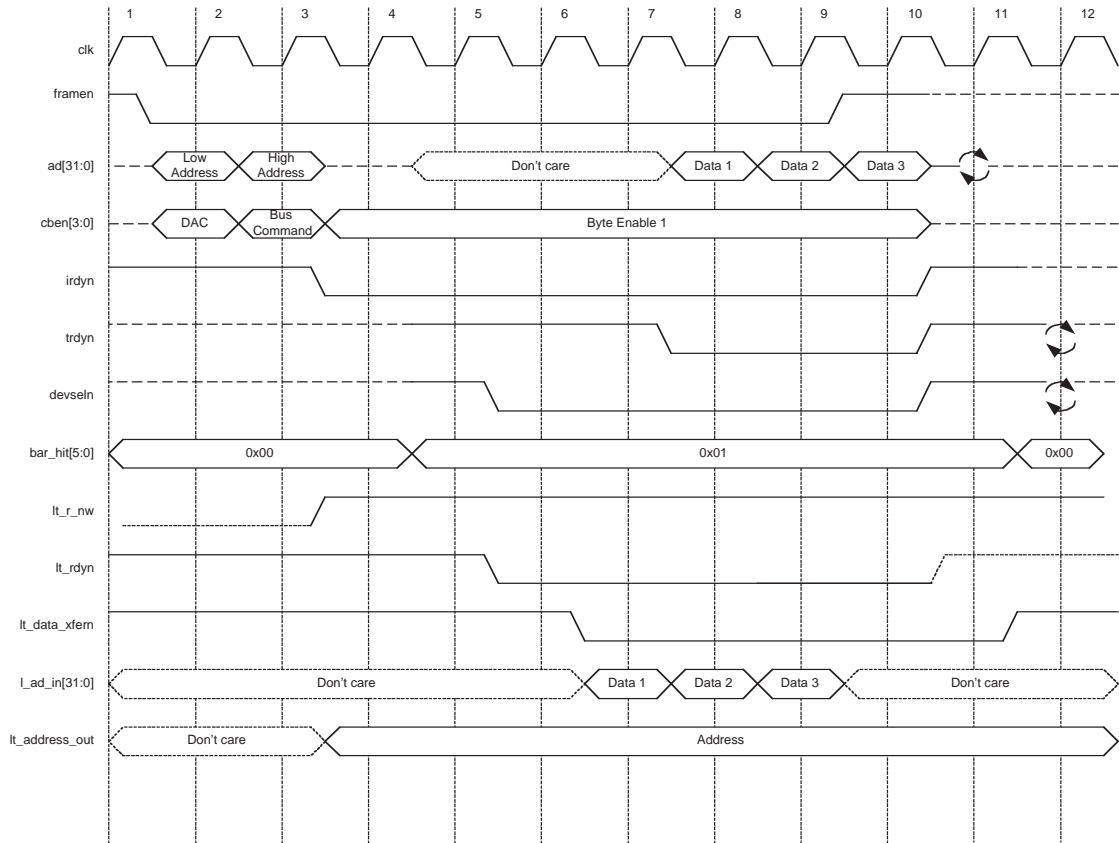 1 2 3 4 5 6 7 8 9 10 11 12
clk
framen
ad[31:0] Low Address High Address Don't care Data 1 Data 2 Data 3
cben[3:0] DAC Bus Command Byte Enable 1
irdyn
trdyn
devseln
bar_hit[5:0] 0x00 0x01 0x00
lt_r_nw
lt_rdyn
lt_data_xfern
l_ad_in[31:0] Don't care Data 1 Data 2 Data 3 Don't care
lt_address_out Don't care Address